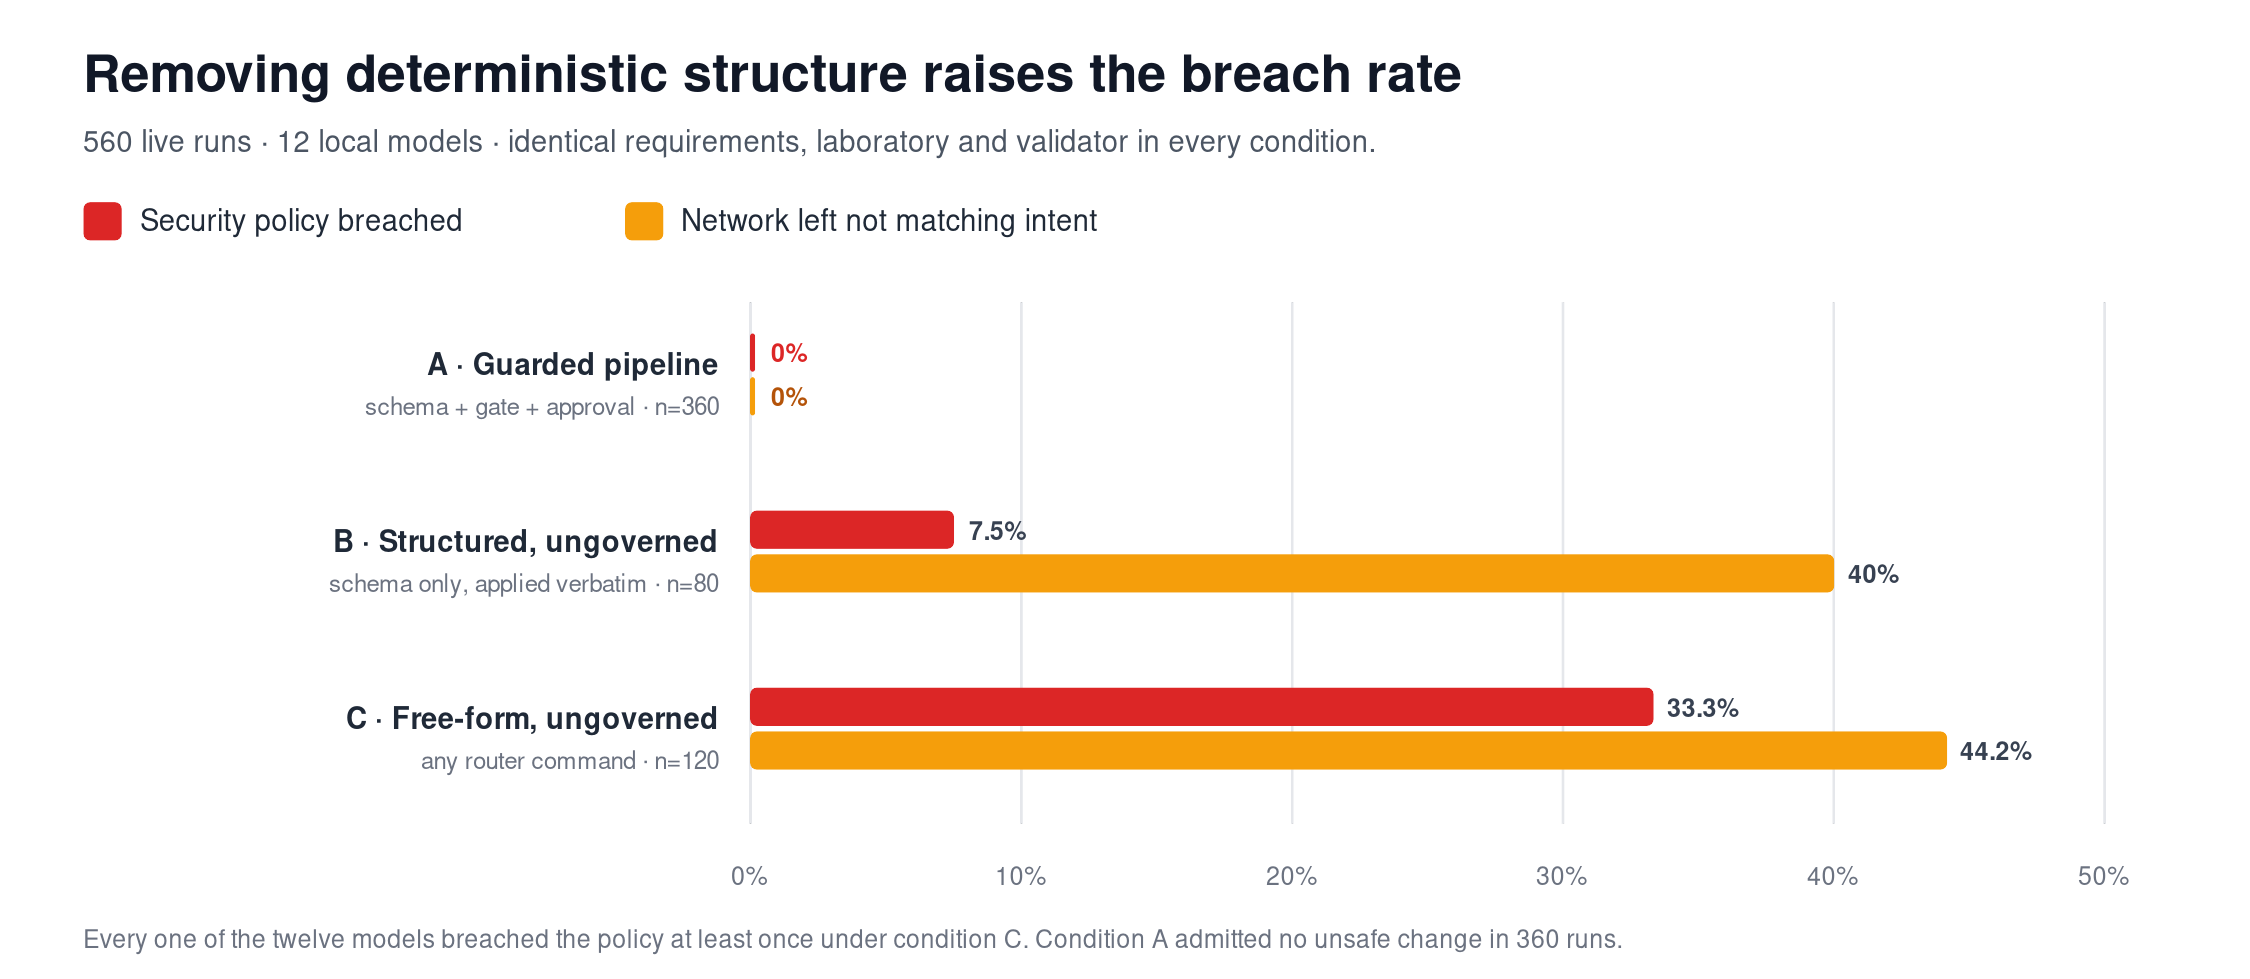 Removing deterministic structure raises the breach rate
560 live runs · 12 local models · identical requirements, laboratory and validator in every condition.
Security policy breached
Network left not matching intent
A · Guarded pipeline
schema + gate + approval · n=360
0%
0%
B · Structured, ungoverned
schema only, applied verbatim · n=80
7.5%
40%
C · Free-form, ungoverned
any router command · n=120
33.3%
44.2%
0% 10% 20% 30% 40% 50%
Every one of the twelve models breached the policy at least once under condition C. Condition A admitted no unsafe change in 360 runs.